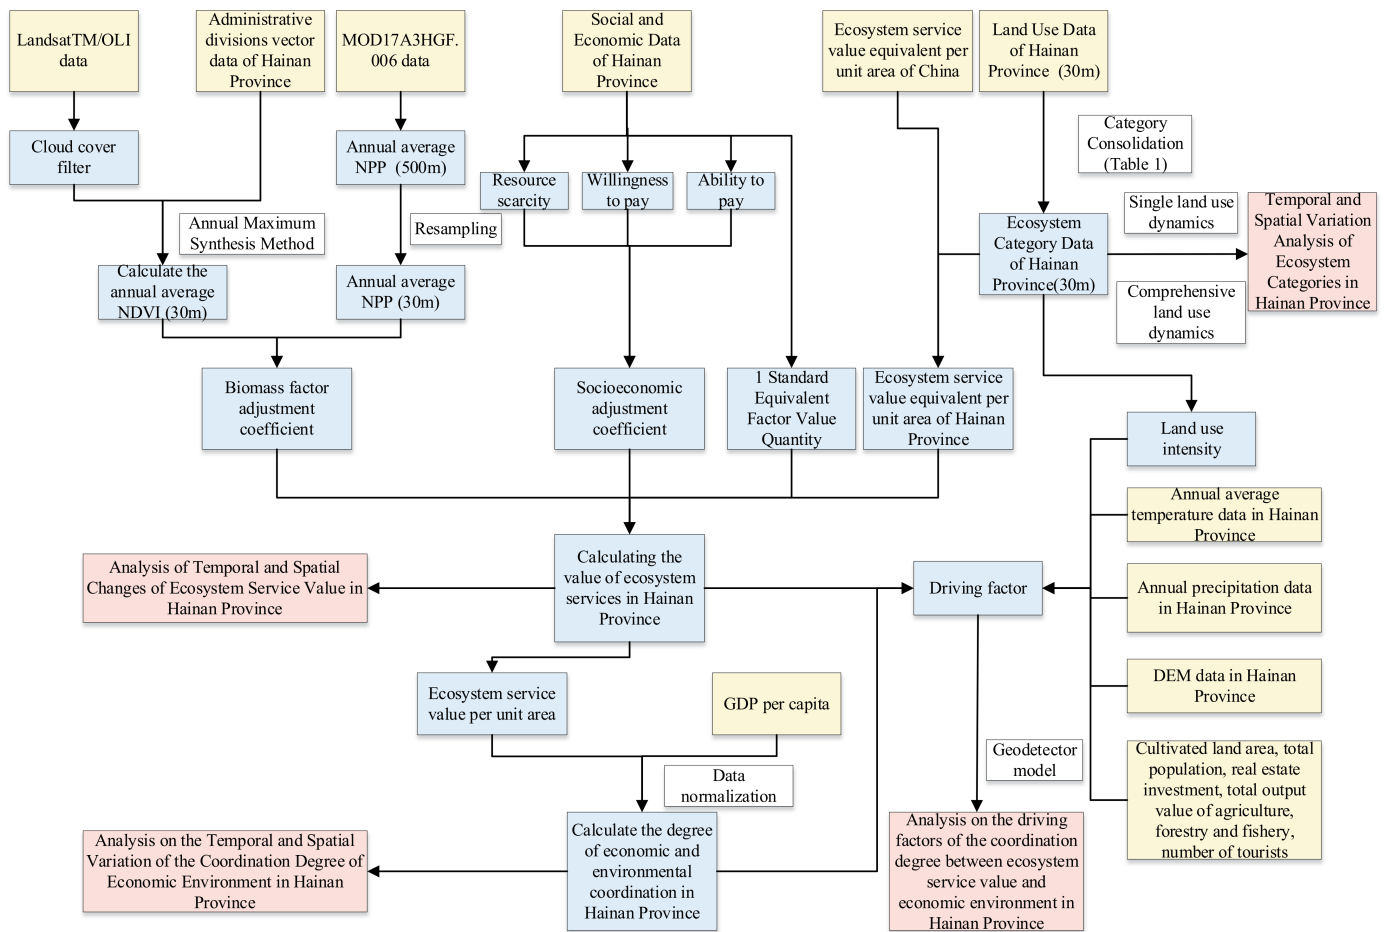 LandsatTM/OLI
data
Administrative
divisions vector
data of Hainan
Province
MOD17A3HGF.
006 data
Social and
Economic Data
of Hainan
Province
Ecosystem service
value equivalent per
unit area of China
Land Use Data
of Hainan
Province (30m)
Cloud cover
filter
Annual average
NPP (500m)
Category
Consolidation
(Table 1)
Resource
scarcity
Willingness
to pay
Ability to
pay
Annual Maximum
Synthesis Method
Resampling
Ecosystem
Category Data
of Hainan
Province(30m)
Single land use
dynamics
Comprehensive
land use
dynamics
Temporal and
Spatial Variation
Analysis of
Ecosystem
Categories in
Hainan Province
Calculate the
annual average
NDVI (30m)
Annual average
NPP (30m)
Biomass factor
adjustment
coefficient
Socioeconomic
adjustment
coefficient
1 Standard
Equivalent
Factor Value
Quantity
Ecosystem service
value equivalent per
unit area of Hainan
Province
Land use
intensity
Annual average
temperature data in Hainan
Province
Analysis of Temporal and Spatial
Changes of Ecosystem Service Value in
Hainan Province
Calculating the
value of ecosystem
services in Hainan
Province
Driving factor
Annual precipitation data
in Hainan Province
Ecosystem service
value per unit area
GDP per capita
DEM data in Hainan
Province
Data
normalization
Geodetector
model
Cultivated land area, total
population, real estate
investment, total output
value of agriculture,
forestry and fishery,
number of tourists
Analysis on the Temporal and Spatial
Variation of the Coordination Degree of
Economic Environment in Hainan
Province
Calculate the degree
of economic and
environmental
coordination in
Hainan Province
Analysis on the driving
factors of the coordination
degree between ecosystem
service value and
economic environment in
Hainan Province